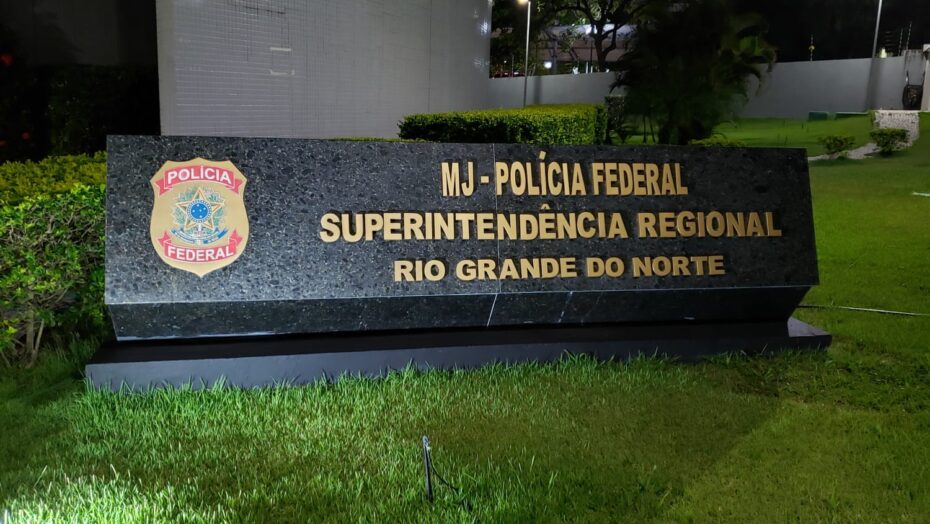 POLÍCIA
FEDERAL
MJ - POLÍCIA FEDERAL
SUPERINTENDÊNCIA REGIONAL
RIO GRANDE DO NORTE